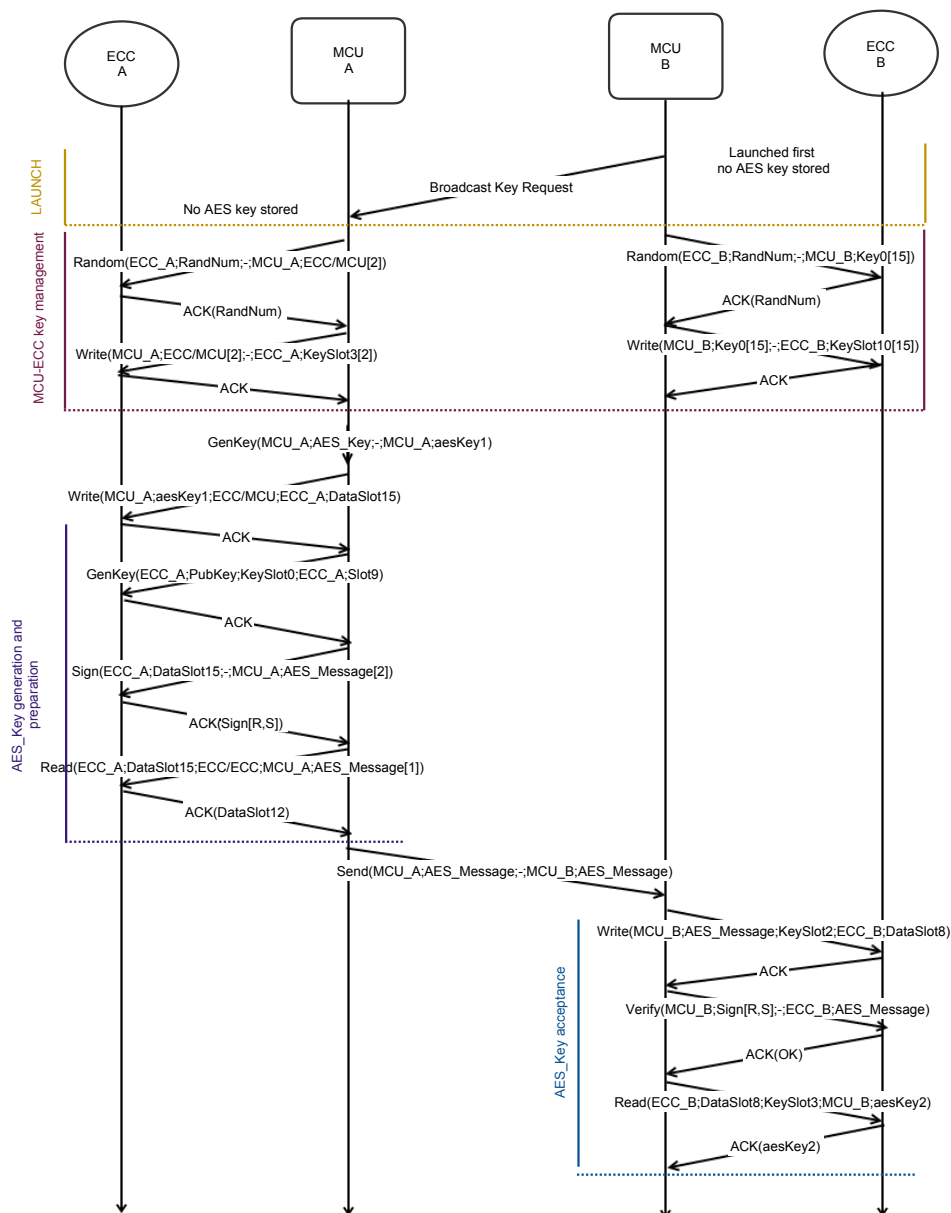 ECC
A
MCU
A
MCU
B
ECC
B
LAUNCH
Launched first
no AES key stored
Broadcast Key Request
No AES key stored
MCU-ECC key management
Random(ECC_A;RandNum;-;MCU_A;ECC/MCU[2])
Random(ECC_B;RandNum;-;MCU_B;Key0[15])
ACK(RandNum)
ACK(RandNum)
Write(MCU_A;ECC/MCU[2];-;ECC_A;KeySlot3[2])
Write(MCU_B;Key0[15];-;ECC_B;KeySlot10[15])
ACK
ACK
GenKey(MCU_A;AES_Key;-;MCU_A;aesKey1)
Write(MCU_A;aesKey1;ECC/MCU;ECC_A;DataSlot15)
ACK
AES_Key generation and
preparation
GenKey(ECC_A;PubKey;KeySlot0;ECC_A;Slot9)
ACK
Sign(ECC_A;DataSlot15;-;MCU_A;AES_Message[2])
ACK(Sign[R,S])
Read(ECC_A;DataSlot15;ECC/ECC;MCU_A;AES_Message[1])
ACK(DataSlot12)
Send(MCU_A;AES_Message;-;MCU_B;AES_Message)
AES_Key acceptance
Write(MCU_B;AES_Message;KeySlot2;ECC_B;DataSlot8)
ACK
Verify(MCU_B;Sign[R,S];-;ECC_B;AES_Message)
ACK(OK)
Read(ECC_B;DataSlot8;KeySlot3;MCU_B;aesKey2)
ACK(aesKey2)